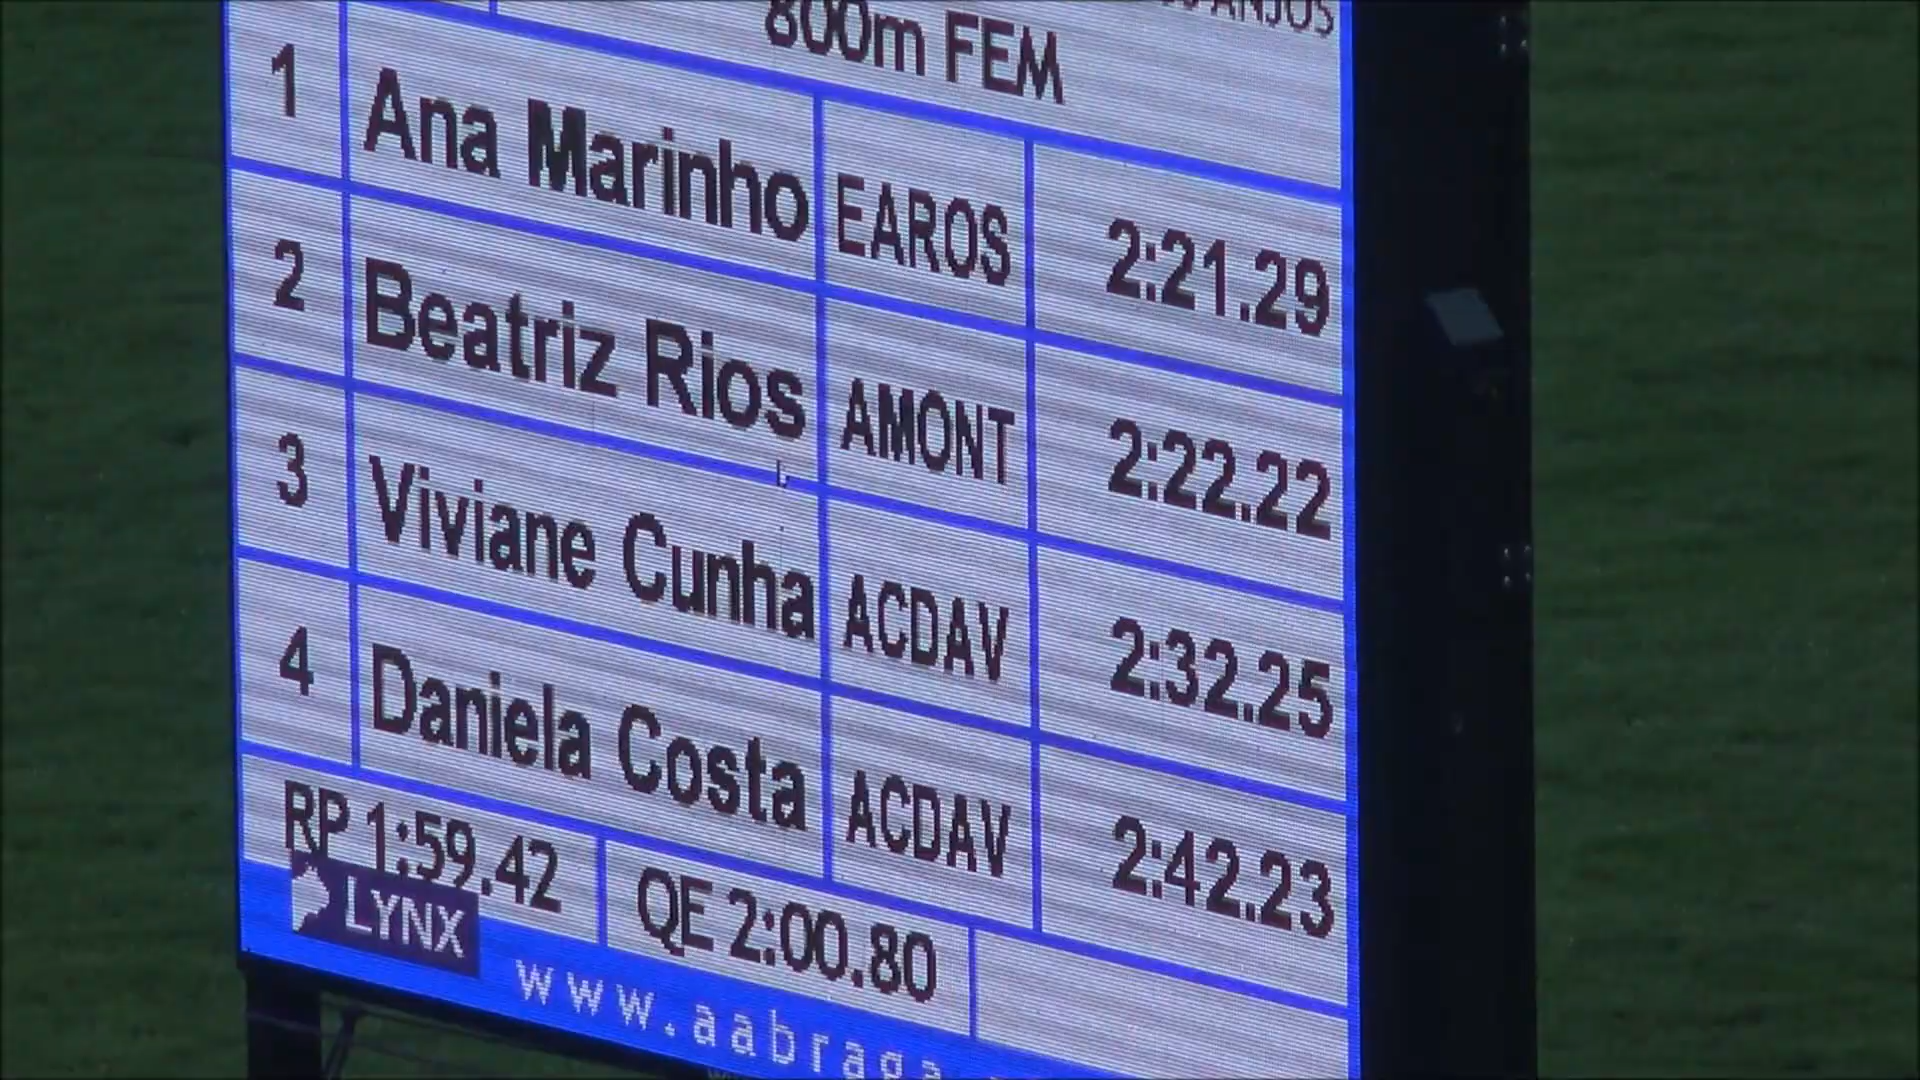 ANJOS
800m FEM
1 Ana Marinho EAROS 2:21.29
2 Beatriz Rios AMONT 2:22.22
3 Viviane Cunha ACDAV 2:32.25
4 Daniela Costa ACDAV 2:42.23
RP 1:59.42 QE 2:00.80
LYNX
www.aabraga.